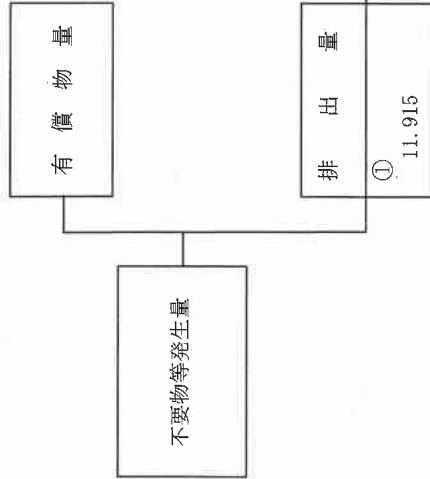 不要物等発生量
有償物量
排出量
①
11.915